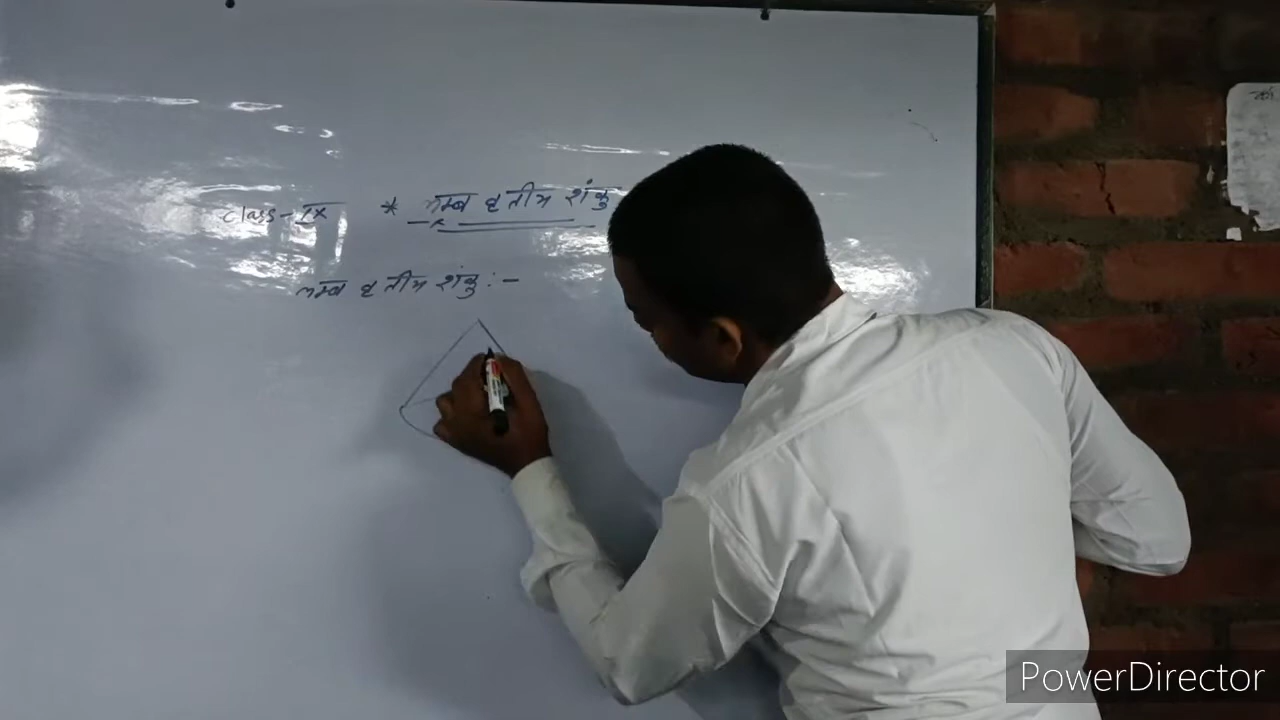 Class-IX * लम्ब वृतीय शंकु
लम्ब वृतीय शंकु :-
PowerDirector